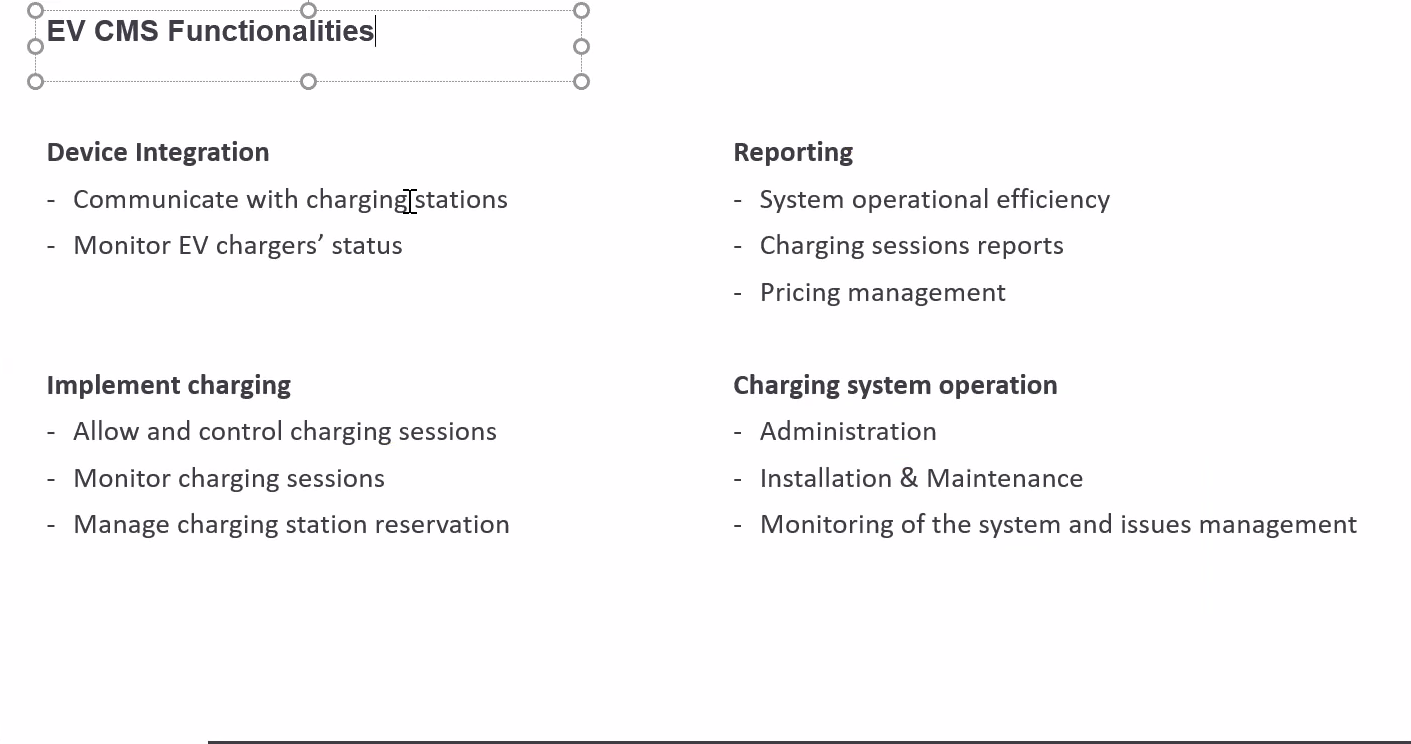 EV CMS Functionalities
Device Integration
- Communicate with charging stations
- Monitor EV chargers’ status
Reporting
- System operational efficiency
- Charging sessions reports
- Pricing management
Implement charging
- Allow and control charging sessions
- Monitor charging sessions
- Manage charging station reservation
Charging system operation
- Administration
- Installation & Maintenance
- Monitoring of the system and issues management